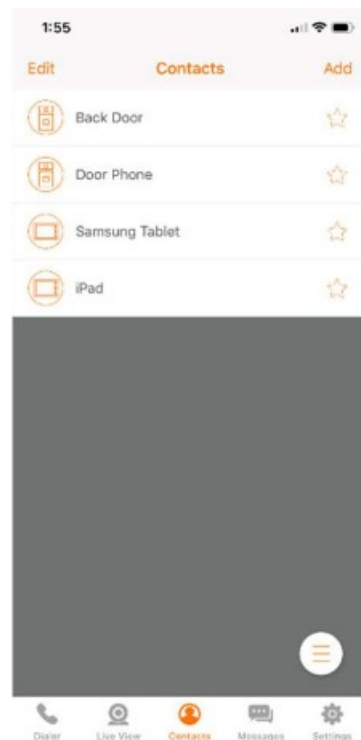 1:55
Edit Contacts Add
Back Door
Door Phone
Samsung Tablet
iPad
Dialer Live View Contacts Messages Settings